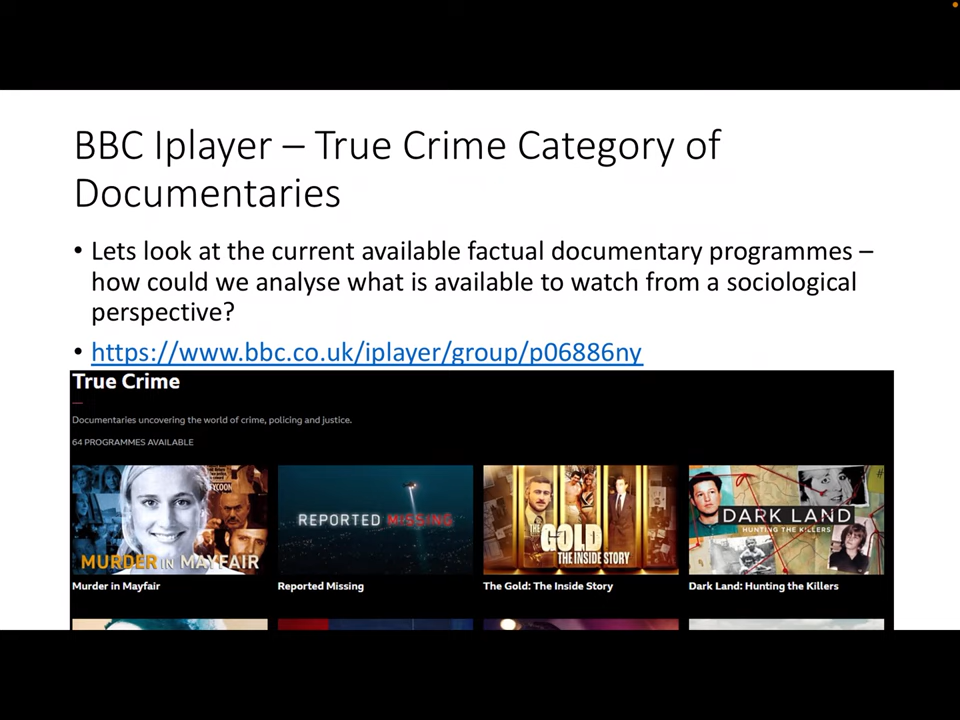 BBC Iplayer – True Crime Category of
Documentaries
• Lets look at the current available factual documentary programmes –
how could we analyse what is available to watch from a sociological
perspective?
• https://www.bbc.co.uk/iplayer/group/p06886ny
True Crime
Documentaries uncovering the world of crime, policing and justice.
64 PROGRAMMES AVAILABLE
TYCOON
MURDER IN MAYFAIR
REPORTED MISSING
THE GOLD
THE INSIDE STORY
DARK LAND
HUNTING THE KILLERS
Murder in Mayfair
Reported Missing
The Gold: The Inside Story
Dark Land: Hunting the Killers